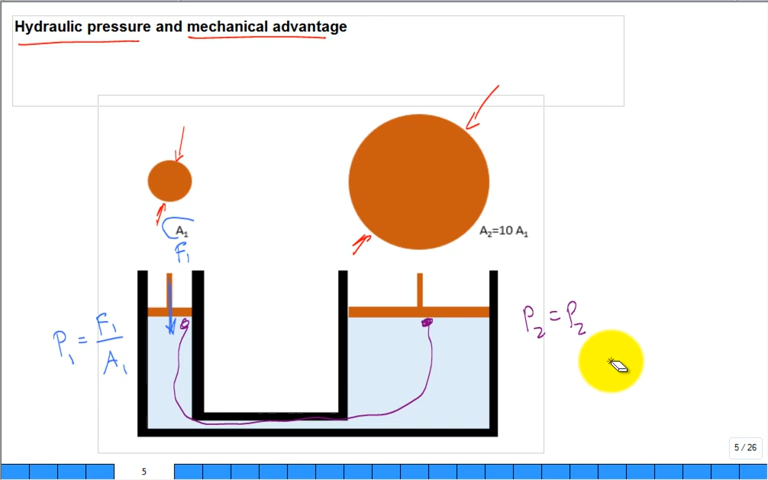 Hydraulic pressure and mechanical advantage
A₁
A₂=10 A₁
F₁
P₁ = F₁/A₁
P₂ = P₂
5 / 26
5